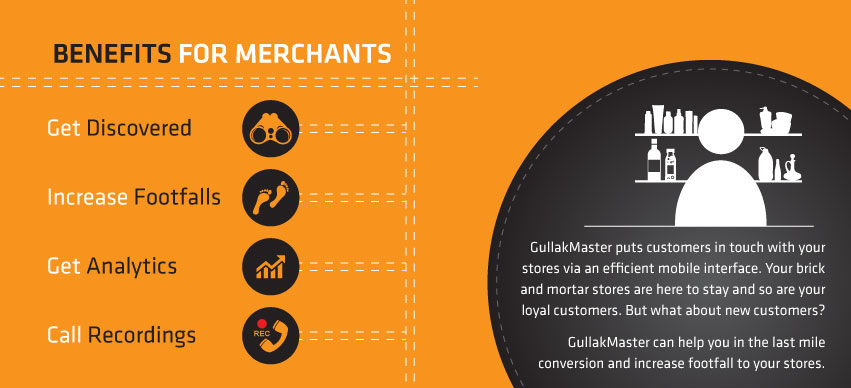 BENEFITS FOR MERCHANTS
Get Discovered
Increase Footfalls
Get Analytics
Call Recordings
REC
GullakMaster puts customers in touch with your
stores via an efficient mobile interface. Your brick
and mortar stores are here to stay and so are your
loyal customers. But what about new customers?
GullakMaster can help you in the last mile
conversion and increase footfall to your stores.